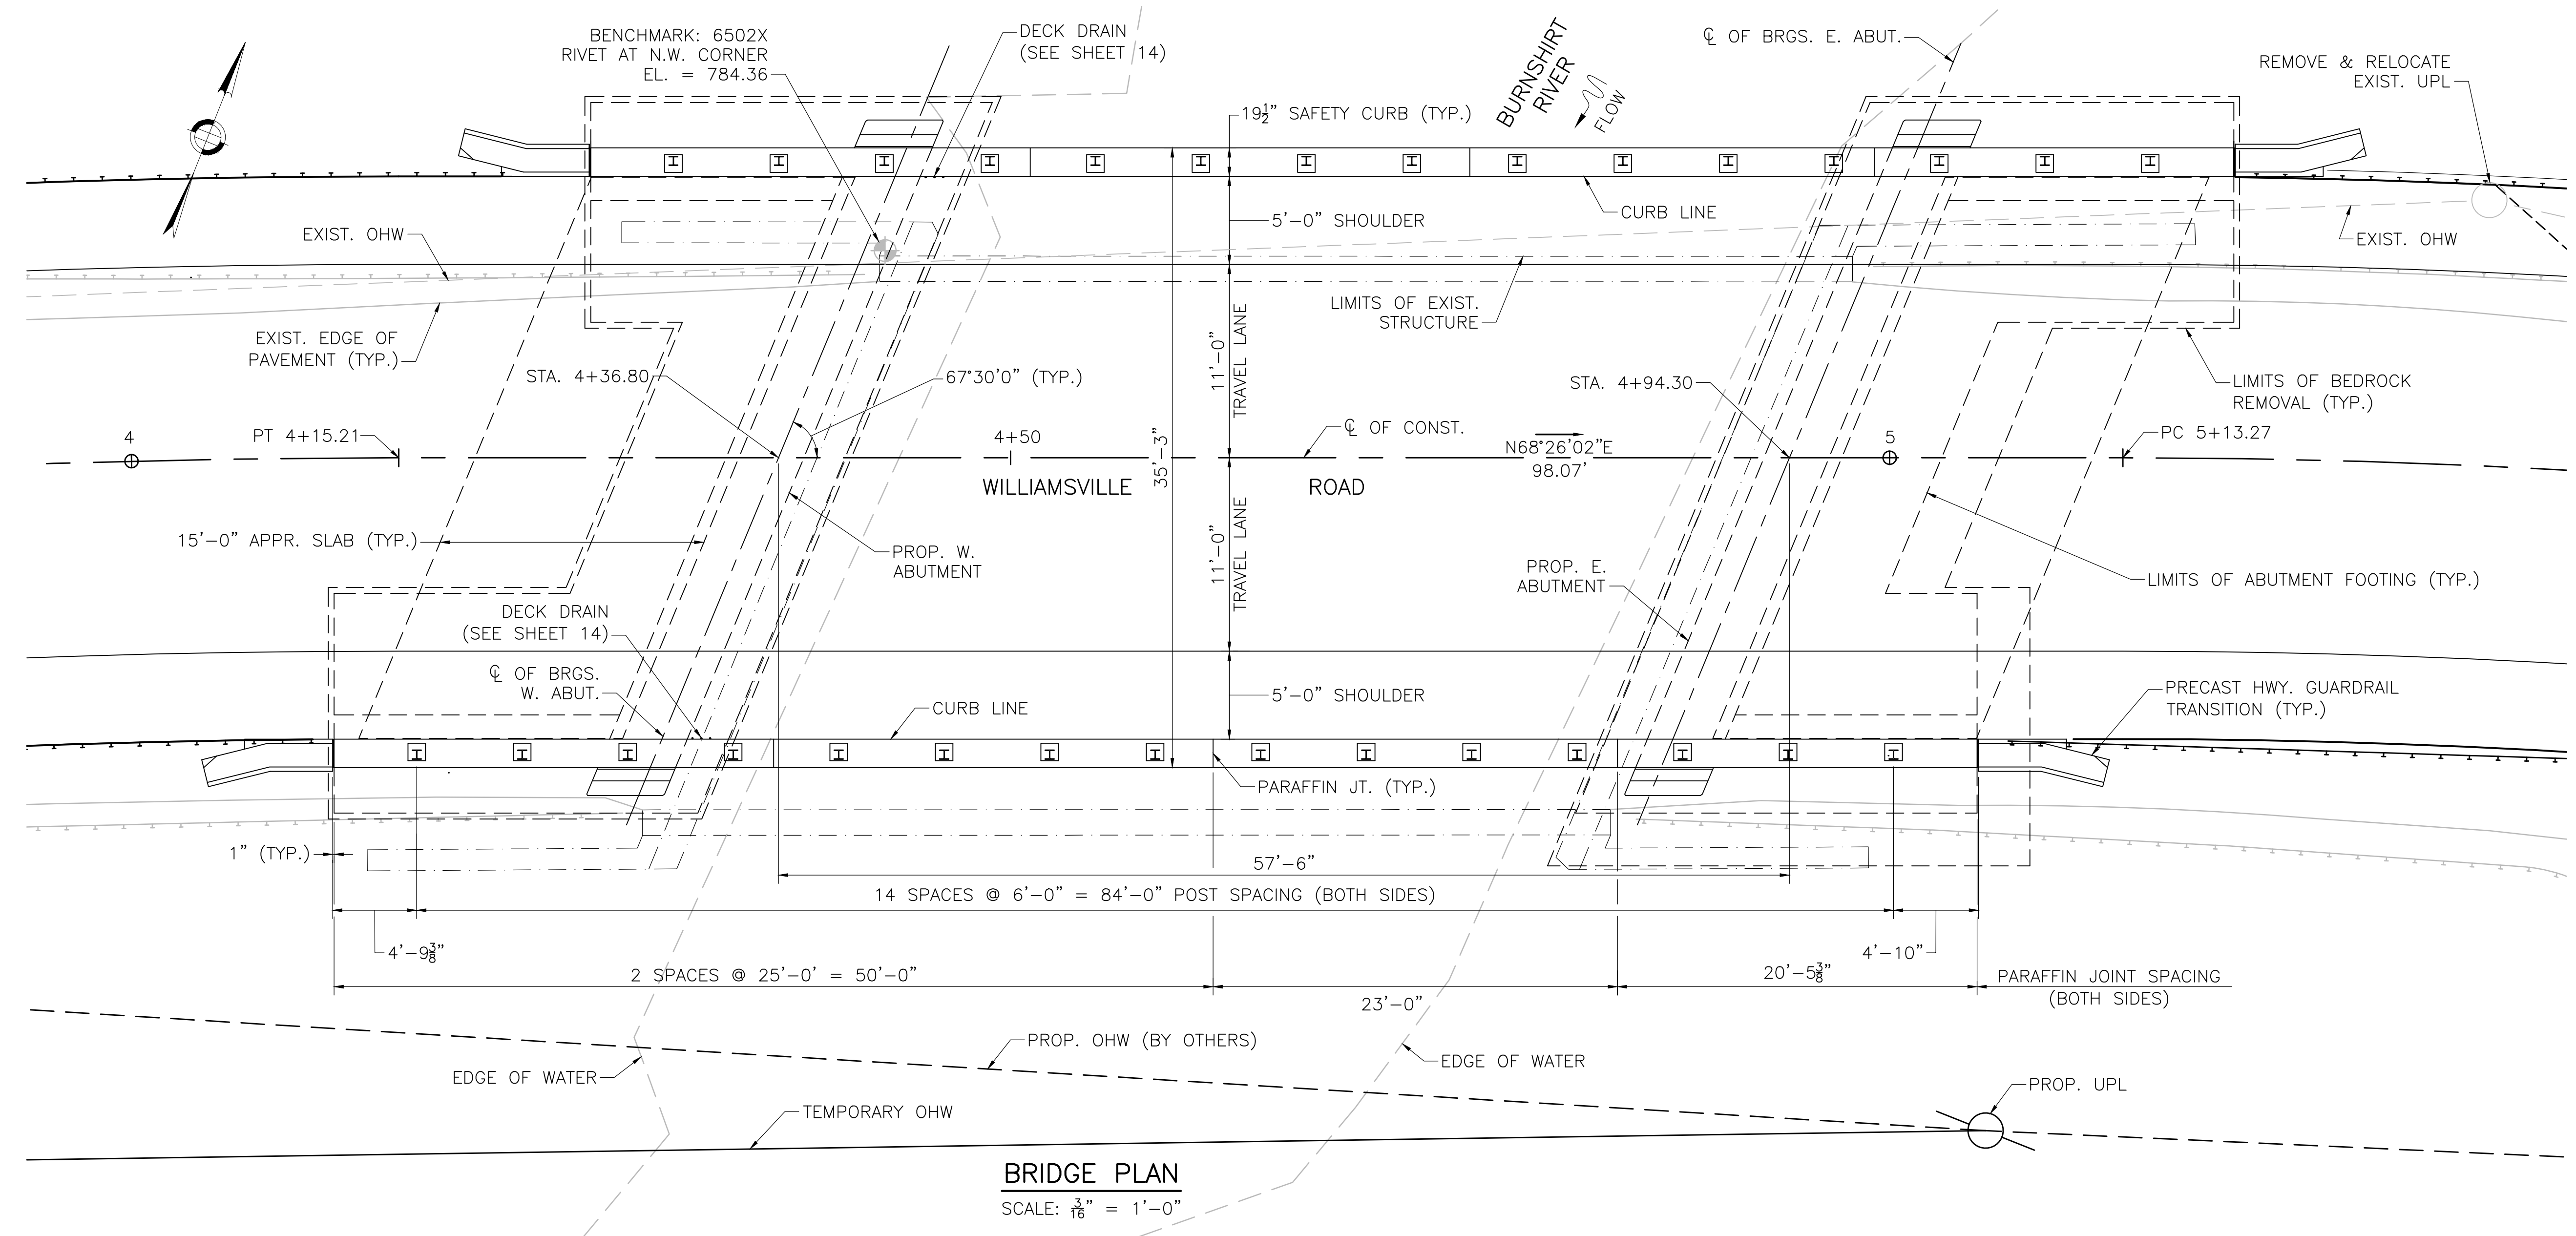 BENCHMARK: 6502X
RIVET AT N.W. CORNER
EL. = 784.36
DECK DRAIN
(SEE SHEET 14)
BURNSHIRT
RIVER
FLOW
℄ OF BRGS. E. ABUT.
REMOVE & RELOCATE
EXIST. UPL
19½" SAFETY CURB (TYP.)
5'-0" SHOULDER
CURB LINE
EXIST. OHW
EXIST. OHW
LIMITS OF EXIST.
STRUCTURE
EXIST. EDGE OF
PAVEMENT (TYP.)
11'-0"
TRAVEL LANE
STA. 4+36.80
67°30'0" (TYP.)
STA. 4+94.30
LIMITS OF BEDROCK
REMOVAL (TYP.)
4
PT 4+15.21
4+50
35'-3"
℄ OF CONST.
N68°26'02"E
98.07'
5
PC 5+13.27
WILLIAMSVILLE ROAD
15'-0" APPR. SLAB (TYP.)
PROP. W.
ABUTMENT
11'-0"
TRAVEL LANE
PROP. E.
ABUTMENT
LIMITS OF ABUTMENT FOOTING (TYP.)
DECK DRAIN
(SEE SHEET 14)
℄ OF BRGS.
W. ABUT.
5'-0" SHOULDER
CURB LINE
PRECAST HWY. GUARDRAIL
TRANSITION (TYP.)
PARAFFIN JT. (TYP.)
1" (TYP.)
57'-6"
14 SPACES @ 6'-0" = 84'-0" POST SPACING (BOTH SIDES)
4'-9⅜"
4'-10"
2 SPACES @ 25'-0' = 50'-0"
23'-0"
20'-5⅜"
PARAFFIN JOINT SPACING
(BOTH SIDES)
PROP. OHW (BY OTHERS)
EDGE OF WATER
EDGE OF WATER
PROP. UPL
TEMPORARY OHW
BRIDGE PLAN
SCALE: 3/16" = 1'-0"